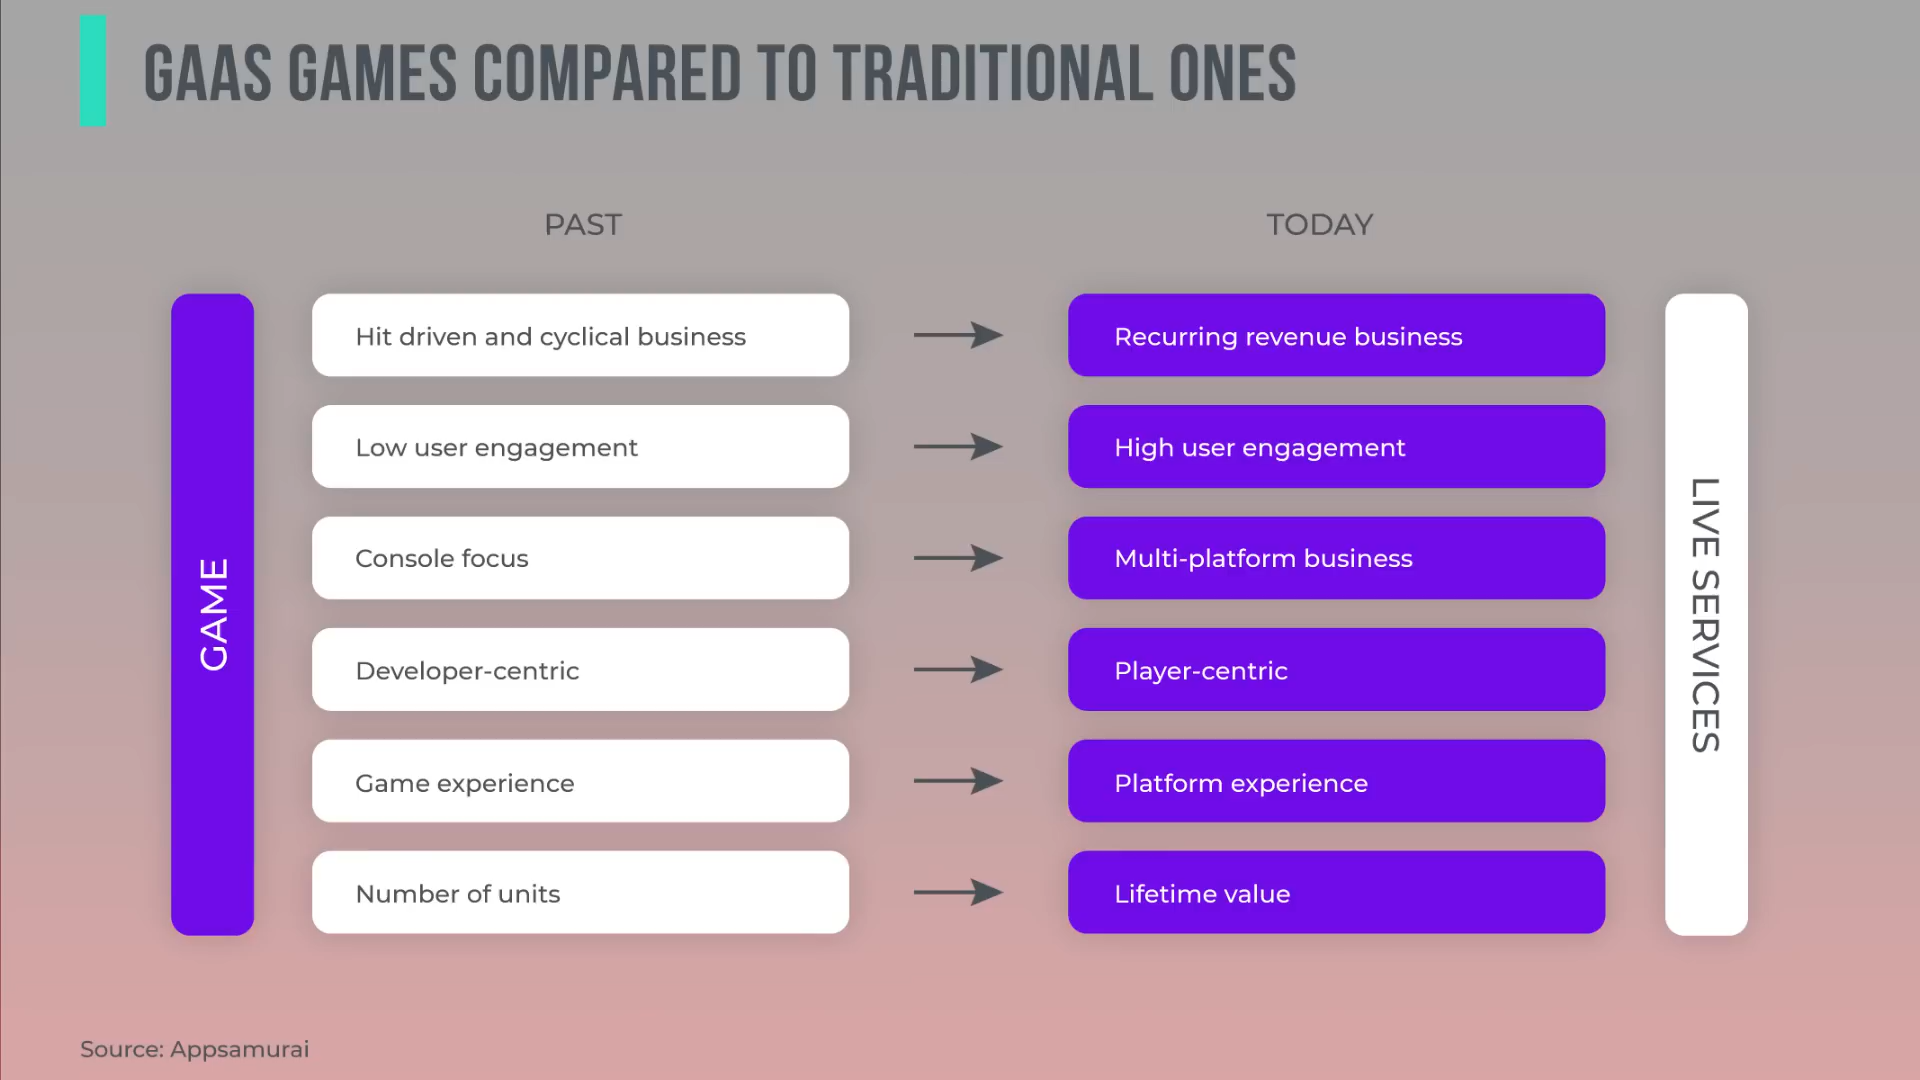 GAAS GAMES COMPARED TO TRADITIONAL ONES
PAST
TODAY
GAME
Hit driven and cyclical business
Recurring revenue business
Low user engagement
High user engagement
Console focus
Multi-platform business
Developer-centric
Player-centric
Game experience
Platform experience
Number of units
Lifetime value
LIVE SERVICES
Source: Appsamurai